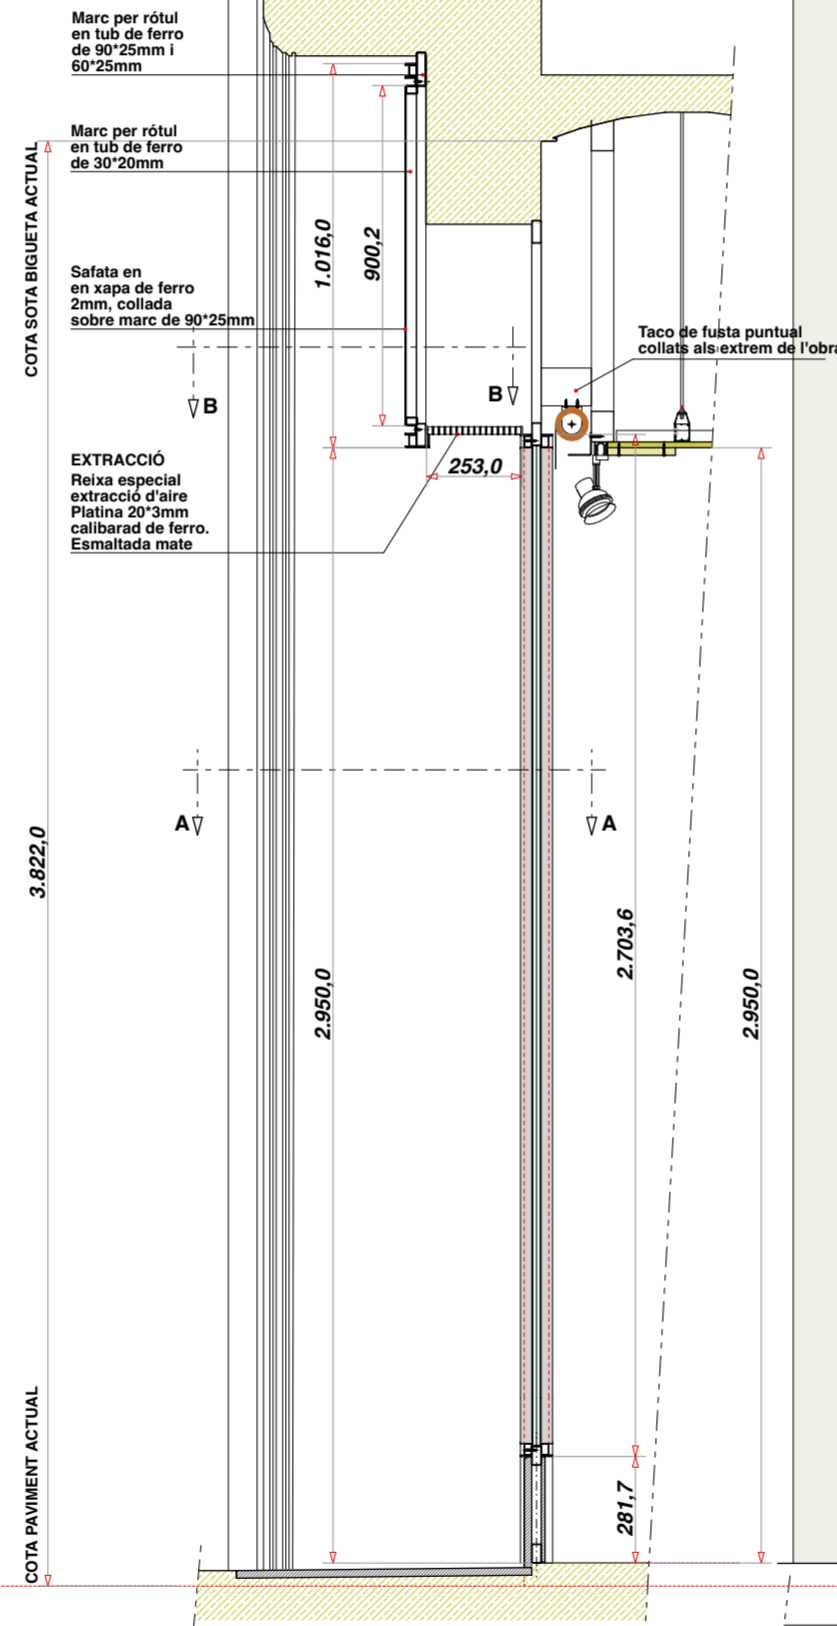 Marc per rótul
en tub de ferro
de 90*25mm i
60*25mm
Marc per rótul
en tub de ferro
de 30*20mm
COTA SOTA BIGUETA ACTUAL
1.016,0
900,2
Safata en
en xapa de ferro
2mm, collada
sobre marc de 90*25mm
Taco de fusta puntual
collats als extrem de l'obra
B
B
EXTRACCIÓ
Reixa especial
extracció d'aire
Platina 20*3mm
calibarad de ferro.
Esmaltada mate
253,0
A
A
3.822,0
2.950,0
2.703,6
2.950,0
281,7
COTA PAVIMENT ACTUAL